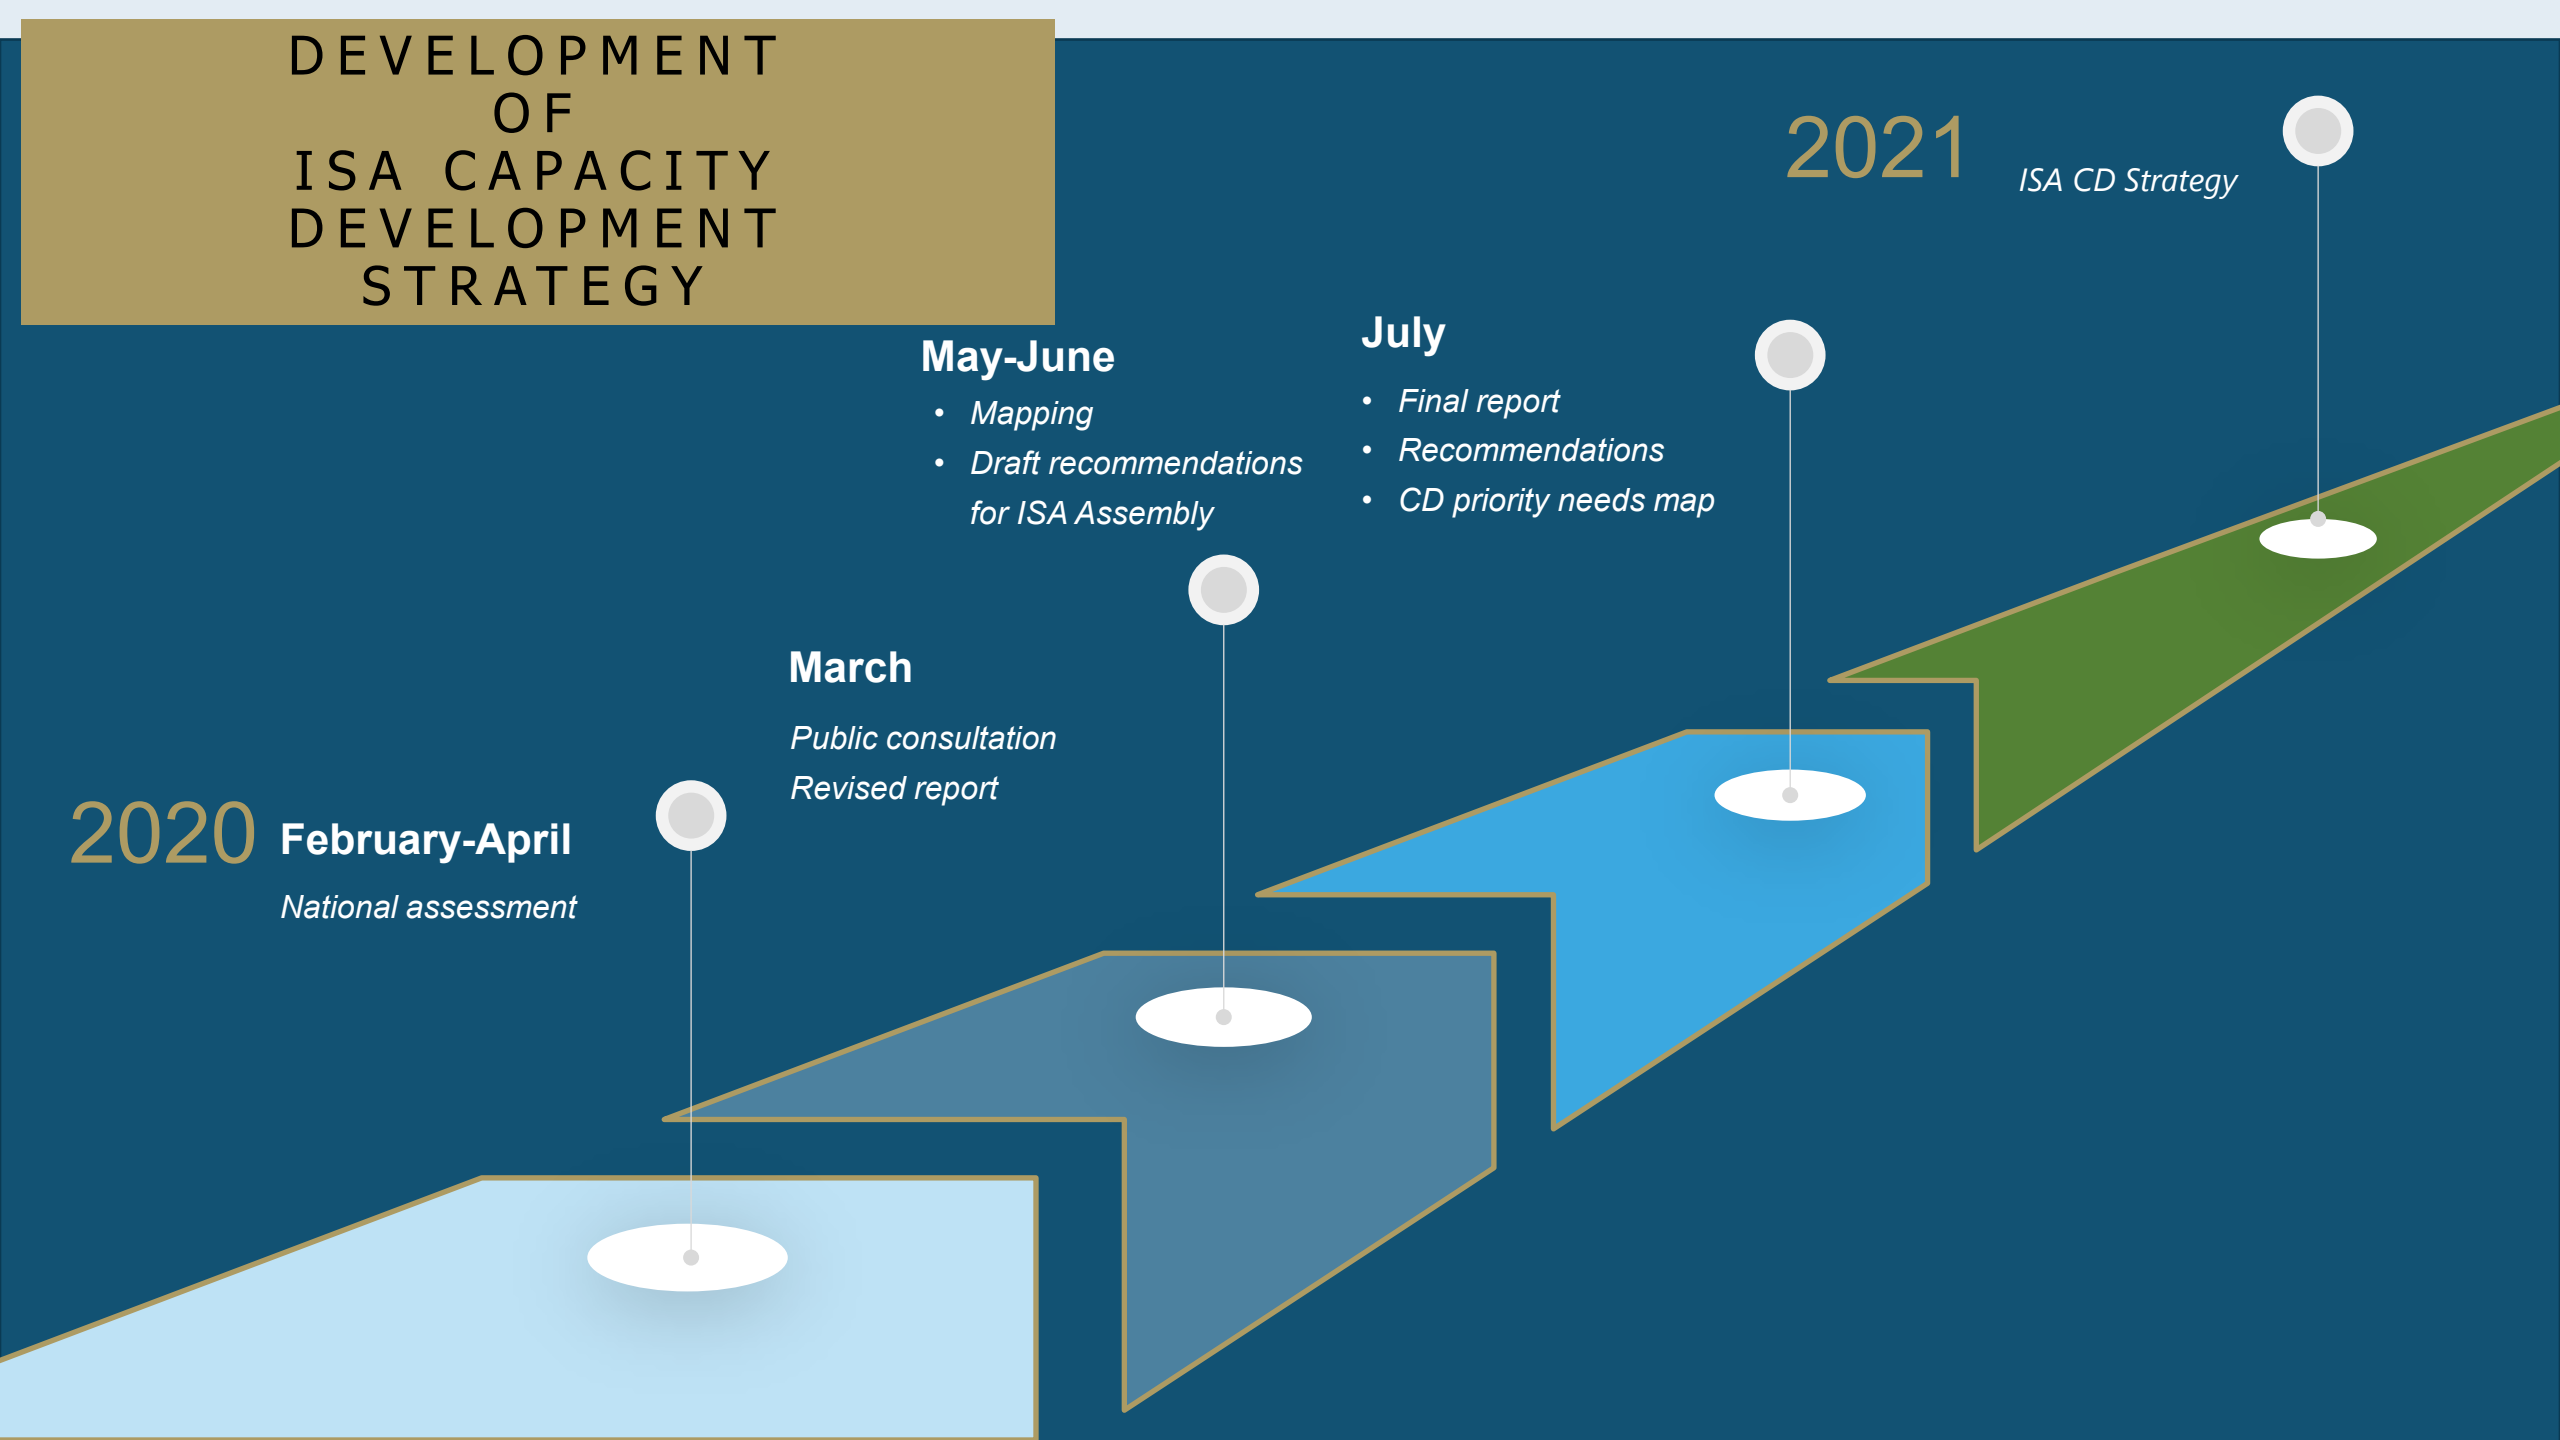 DEVELOPMENT
OF
ISA CAPACITY
DEVELOPMENT
STRATEGY
2020
February-April
National assessment
March
Public consultation
Revised report
May-June
• Mapping
• Draft recommendations
for ISA Assembly
July
• Final report
• Recommendations
• CD priority needs map
2021
ISA CD Strategy